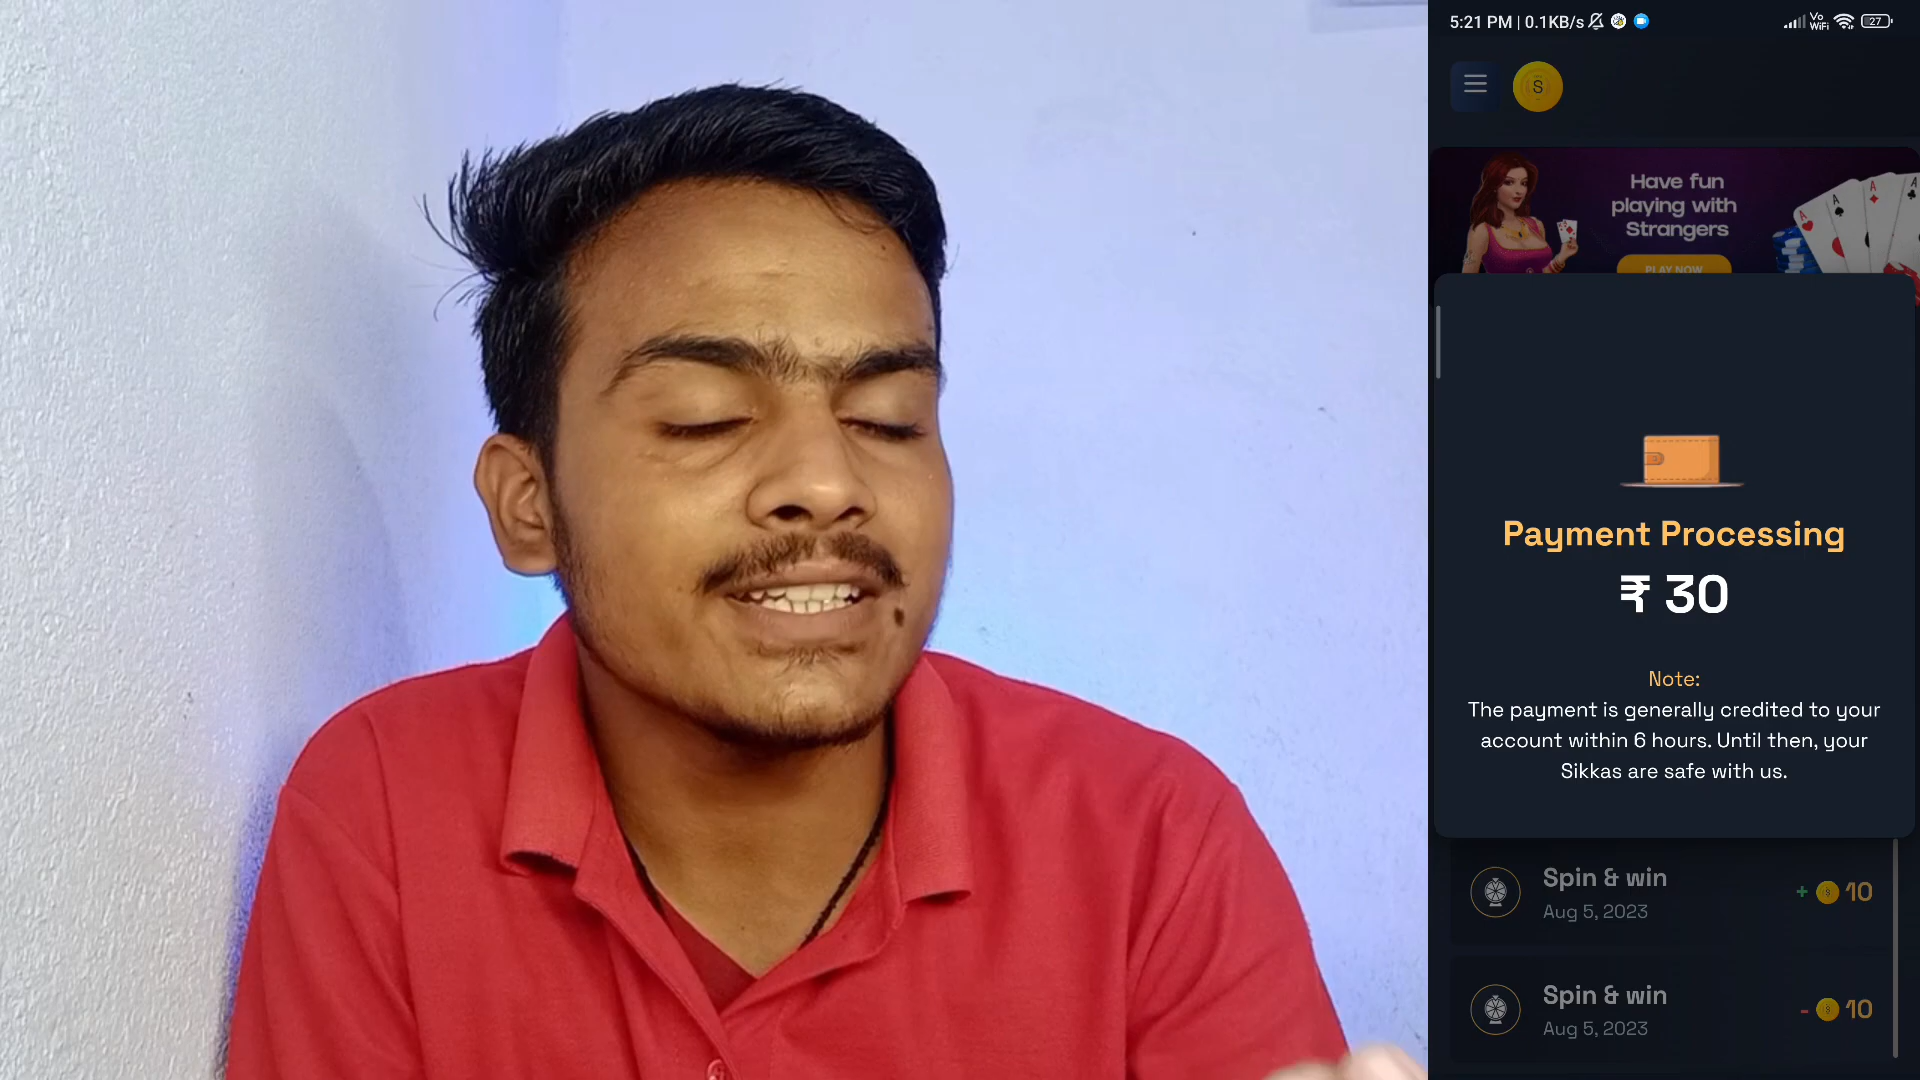 5:21 PM | 0.1KB/s
Vo
WiFi
27
S
Have fun
playing with
Strangers
PLAY NOW
Payment Processing
₹ 30
Note:
The payment is generally credited to your
account within 6 hours. Until then, your
Sikkas are safe with us.
Spin & win
+ 10
Aug 5, 2023
Spin & win
- 10
Aug 5, 2023